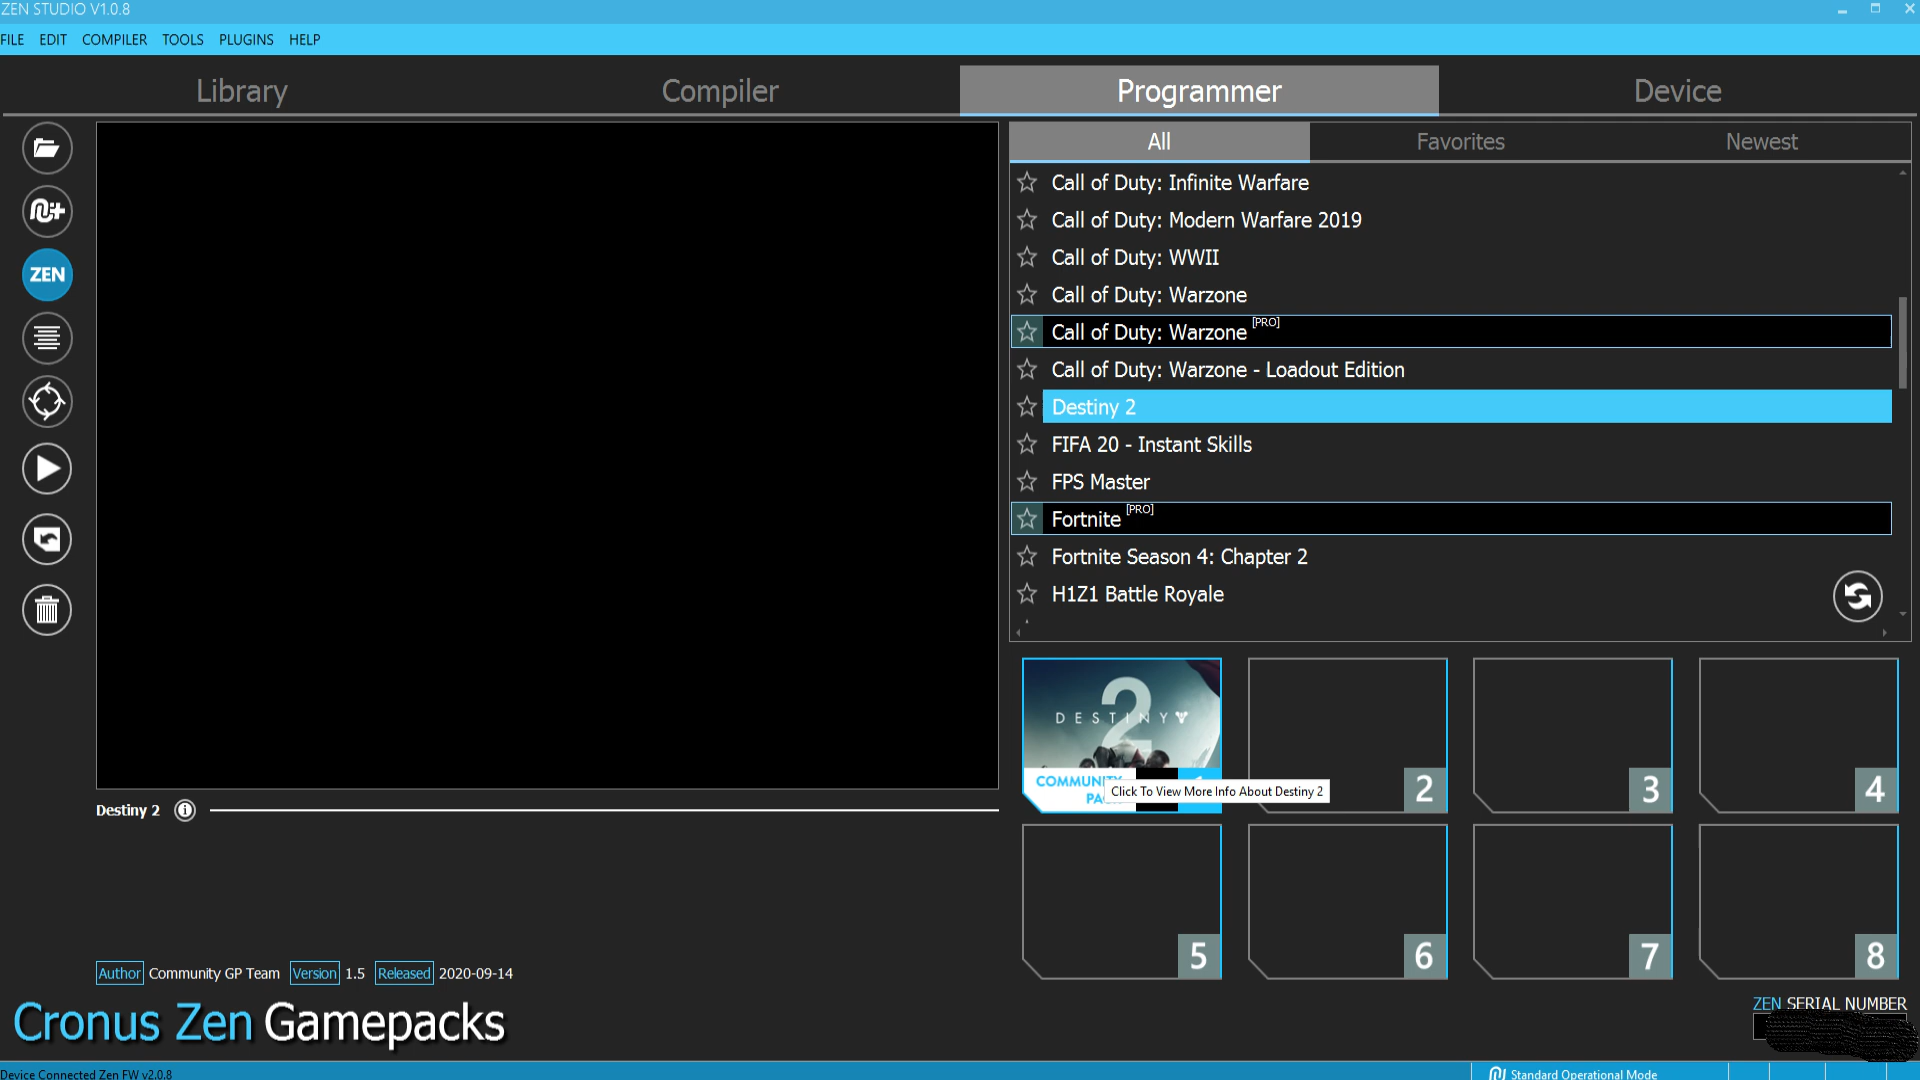 ZEN STUDIO V1.0.8
FILE EDIT COMPILER TOOLS PLUGINS HELP
Library Compiler Programmer Device
All Favorites Newest
ZEN
Call of Duty: Infinite Warfare
Call of Duty: Modern Warfare 2019
Call of Duty: WWII
Call of Duty: Warzone
Call of Duty: Warzone [PRO]
Call of Duty: Warzone - Loadout Edition
Destiny 2
FIFA 20 - Instant Skills
FPS Master
Fortnite [PRO]
Fortnite Season 4: Chapter 2
H1Z1 Battle Royale
2
DESTINY
COMMUNITY
Click To View More Info About Destiny 2
2 3 4
5 6 7 8
Destiny 2
Author Community GP Team Version 1.5 Released 2020-09-14
Cronus Zen Gamepacks
ZEN SERIAL NUMBER
Device Connected Zen FW v2.0.8
Standard Operational Mode